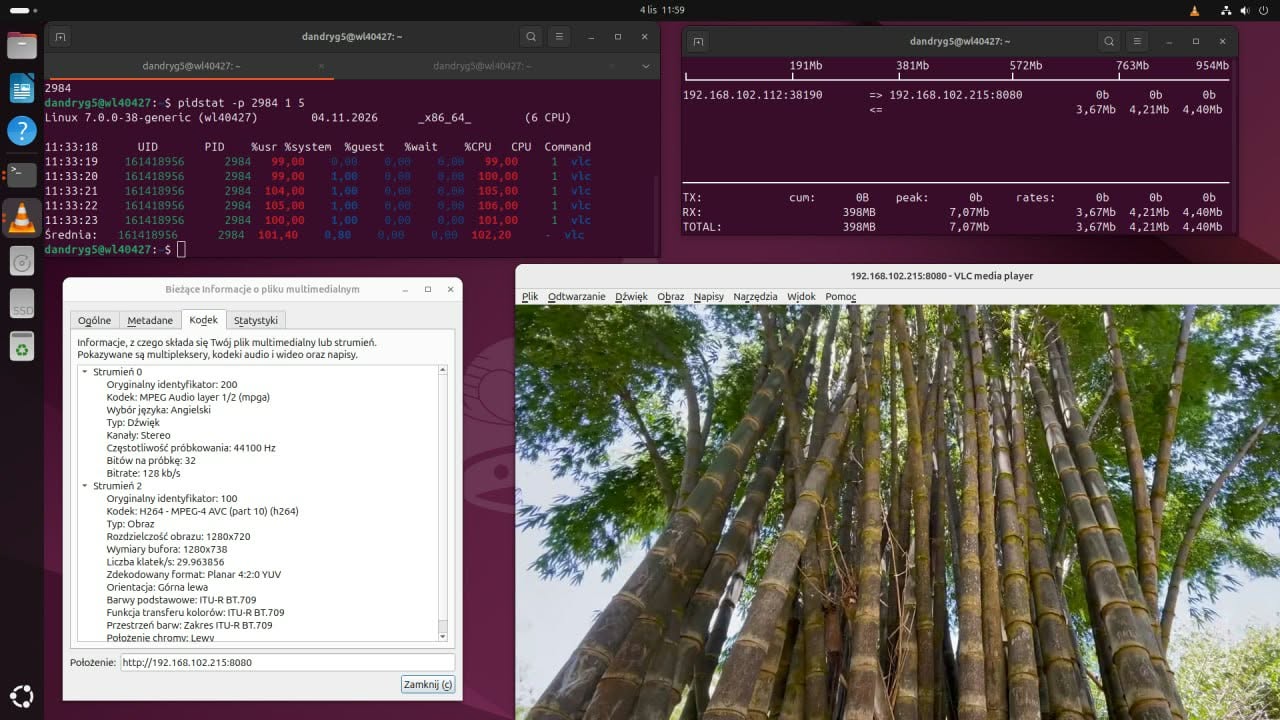 4 lis 11:59
dandryg5@wl40427: ~
dandryg5@wl40427: ~
dandryg5@wl40427: ~
2984
dandryg5@wl40427:~$ pidstat -p 2984 1 5
Linux 7.0.0-38-generic (wl40427) 04.11.2026 _x86_64_ (6 CPU)
11:33:18 UID PID %usr %system %guest %wait %CPU CPU Command
11:33:19 161418956 2984 99,00 0,00 0,00 0,00 99,00 1 vlc
11:33:20 161418956 2984 99,00 1,00 0,00 0,00 100,00 1 vlc
11:33:21 161418956 2984 104,00 1,00 0,00 0,00 105,00 1 vlc
11:33:22 161418956 2984 105,00 1,00 0,00 0,00 106,00 1 vlc
11:33:23 161418956 2984 100,00 1,00 0,00 0,00 101,00 1 vlc
Średnia: 161418956 2984 101,40 0,80 0,00 0,00 102,20 - vlc
dandryg5@wl40427:~$
dandryg5@wl40427: ~
191Mb 381Mb 572Mb 763Mb 954Mb
192.168.102.112:38190 => 192.168.102.215:8080 0b 0b 0b
<= 3,67Mb 4,21Mb 4,40Mb
TX: cum: 0B peak: 0b rates: 0b 0b 0b
RX: 398MB 7,07Mb 3,67Mb 4,21Mb 4,40Mb
TOTAL: 398MB 7,07Mb 3,67Mb 4,21Mb 4,40Mb
SSD
Bieżące Informacje o pliku multimedialnym
Ogólne Metadane Kodek Statystyki
Informacje, z czego składa się Twój plik multimedialny lub strumień.
Pokazywane są multipleksery, kodeki audio i wideo oraz napisy.
Strumień 0
Oryginalny identyfikator: 200
Kodek: MPEG Audio layer 1/2 (mpga)
Wybór języka: Angielski
Typ: Dźwięk
Kanały: Stereo
Częstotliwość próbkowania: 44100 Hz
Bitów na próbkę: 32
Bitrate: 128 kb/s
Strumień 2
Oryginalny identyfikator: 100
Kodek: H264 - MPEG-4 AVC (part 10) (h264)
Typ: Obraz
Rozdzielczość obrazu: 1280x720
Wymiary bufora: 1280x738
Liczba klatek/s: 29.963856
Zdekodowany format: Planar 4:2:0 YUV
Orientacja: Górna lewa
Barwy podstawowe: ITU-R BT.709
Funkcja transferu kolorów: ITU-R BT.709
Przestrzeń barw: Zakres ITU-R BT.709
Położenie chromy: Lewy
Położenie: http://192.168.102.215:8080
Zamknij (c)
192.168.102.215:8080 - VLC media player
Plik Odtwarzanie Dźwięk Obraz Napisy Narzędzia Widok Pomoc